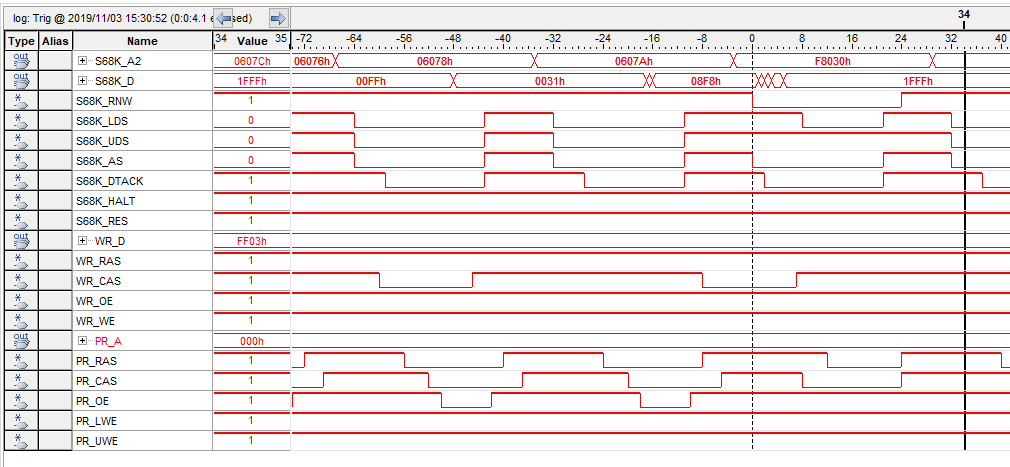 log: Trig @ 2019/11/03 15:30:52 (0:0:4.1 sed)
34
Type Alias Name 34 Value 35 -72 -64 -56 -48 -40 -32 -24 -16 -8 0 8 16 24 32 40
out S68K_A2 0607Ch 06076h 06078h 0607Ah F8030h
out S68K_D 1FFFh 00FFh 0031h 08F8h 1FFFh
* S68K_RNW 1
* S68K_LDS 0
* S68K_UDS 0
* S68K_AS 0
* S68K_DTACK 1
* S68K_HALT 1
* S68K_RES 1
out WR_D FF03h
* WR_RAS 1
* WR_CAS 1
* WR_OE 1
* WR_WE 1
out PR_A 000h
* PR_RAS 1
* PR_CAS 1
* PR_OE 1
* PR_LWE 1
* PR_UWE 1